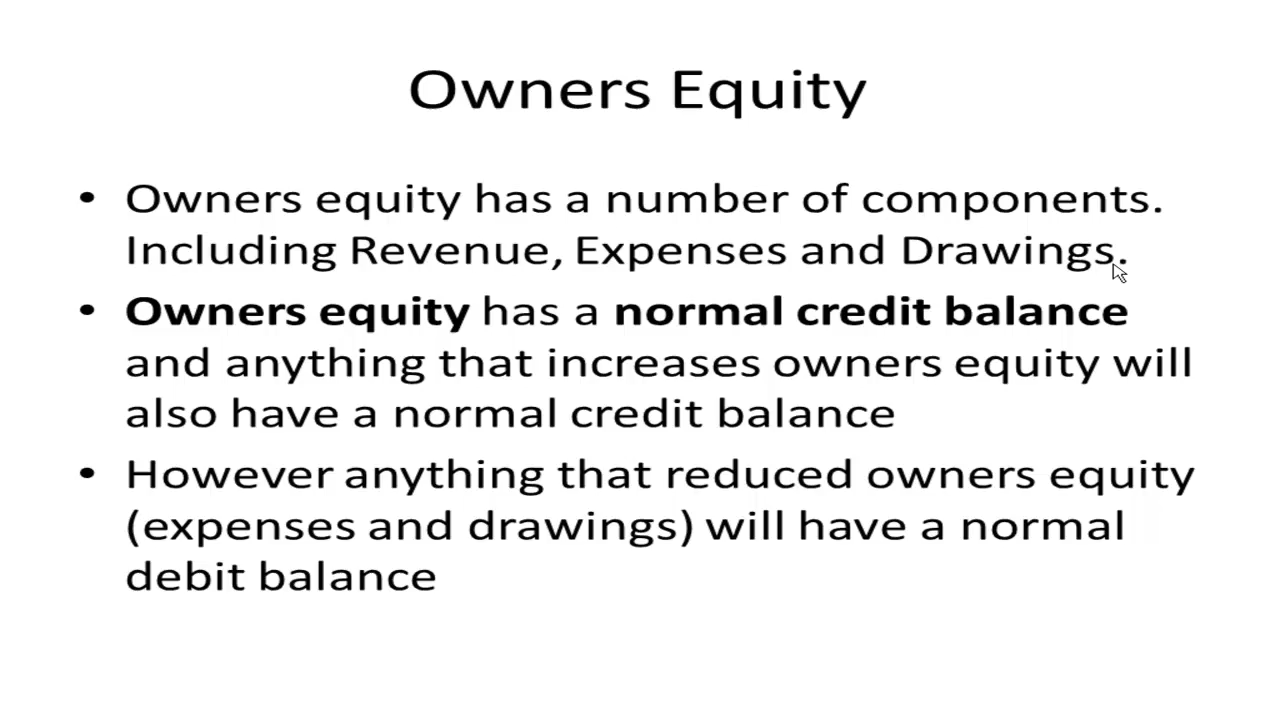 Owners Equity
• Owners equity has a number of components.
Including Revenue, Expenses and Drawings.
• Owners equity has a normal credit balance
and anything that increases owners equity will
also have a normal credit balance
• However anything that reduced owners equity
(expenses and drawings) will have a normal
debit balance